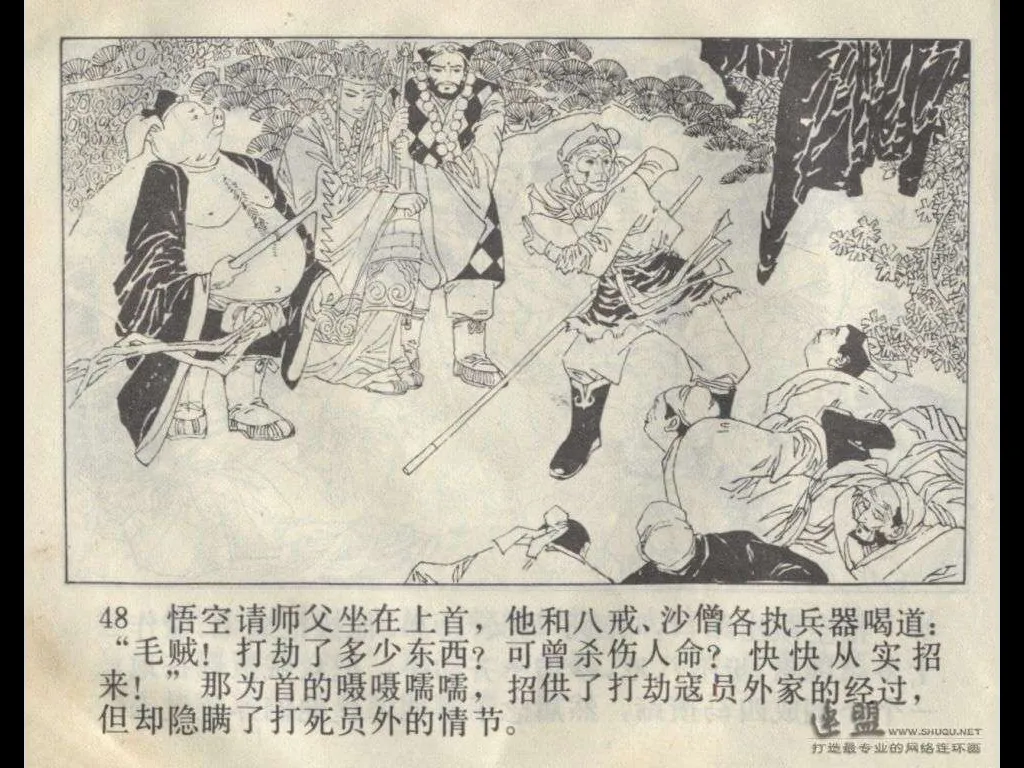 48 悟空请师父坐在上首，他和八戒、沙僧各执兵器喝道：
“毛贼！打劫了多少东西？可曾杀伤人命？快快从实招
来！”那为首的嗫嗫嚅嚅，招供了打劫寇员外家的经过，
但却隐瞒了打死员外的情节。
连盟 WWW.SHUQU.NET
打造最专业的网络连环画